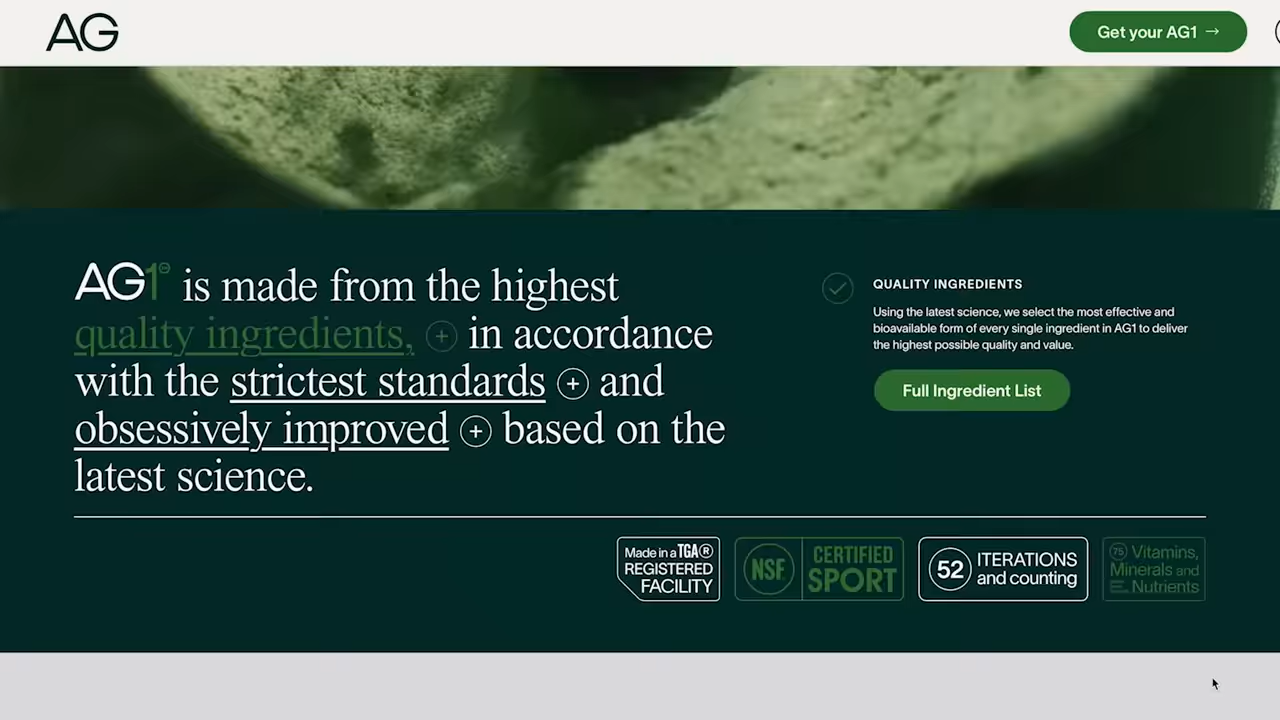 AG
Get your AG1 →
AG1 is made from the highest
quality ingredients, + in accordance
with the strictest standards + and
obsessively improved + based on the
latest science.
QUALITY INGREDIENTS
Using the latest science, we select the most effective and
bioavailable form of every single ingredient in AG1 to deliver
the highest possible quality and value.
Full Ingredient List
Made in a TGA®
REGISTERED
FACILITY
NSF
CERTIFIED
SPORT
52
ITERATIONS
and counting
75 Vitamins,
Minerals and
Nutrients